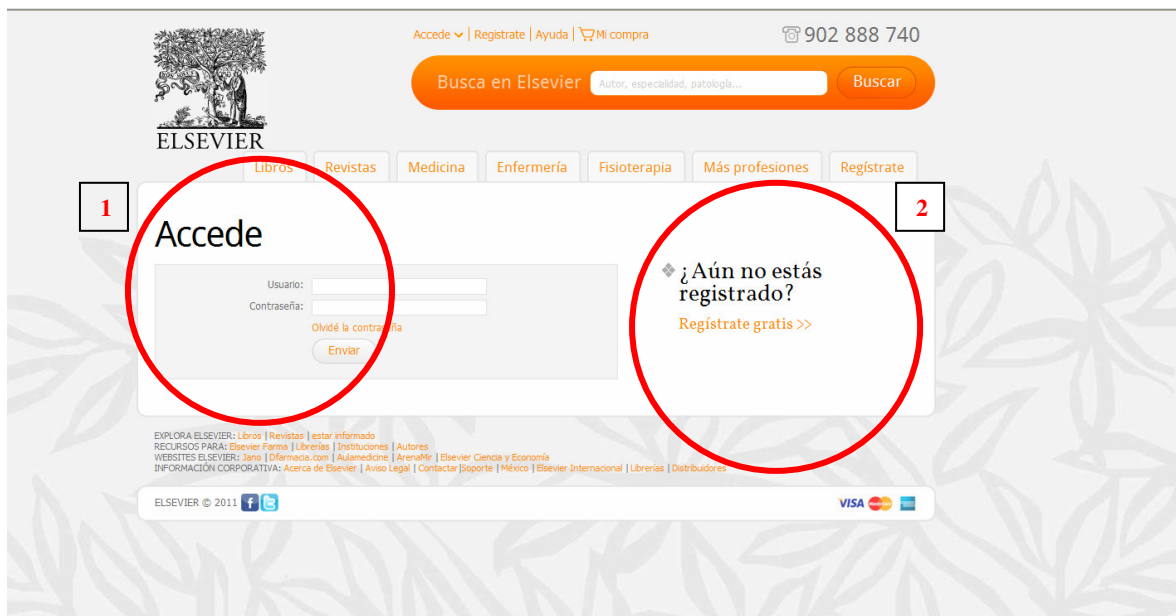 Accede | Registrate | Ayuda | Mi compra
902 888 740
Busca en Elsevier Autor, especialidad, patología... Buscar
ELSEVIER
Libros Revistas Medicina Enfermería Fisioterapia Más profesiones Regístrate
1
2
Accede
Usuario:
Contraseña:
Olvidé la contraseña
Enviar
¿Aún no estás
registrado?
Regístrate gratis >>
EXPLORA ELSEVIER: Libros | Revistas | estar informado
RECURSOS PARA: Elsevier Farma | Librerías | Instituciones | Autores
WEBSITES ELSEVIER: Jano | Dfarmacia.com | Aulamedicine | ArenaMir | Elsevier Ciencia y Economía
INFORMACIÓN CORPORATIVA: Acerca de Elsevier | Aviso Legal | Contactar |Soporte | México | Elsevier Internacional | Librerías | Distribuidores
ELSEVIER © 2011
VISA MasterCard